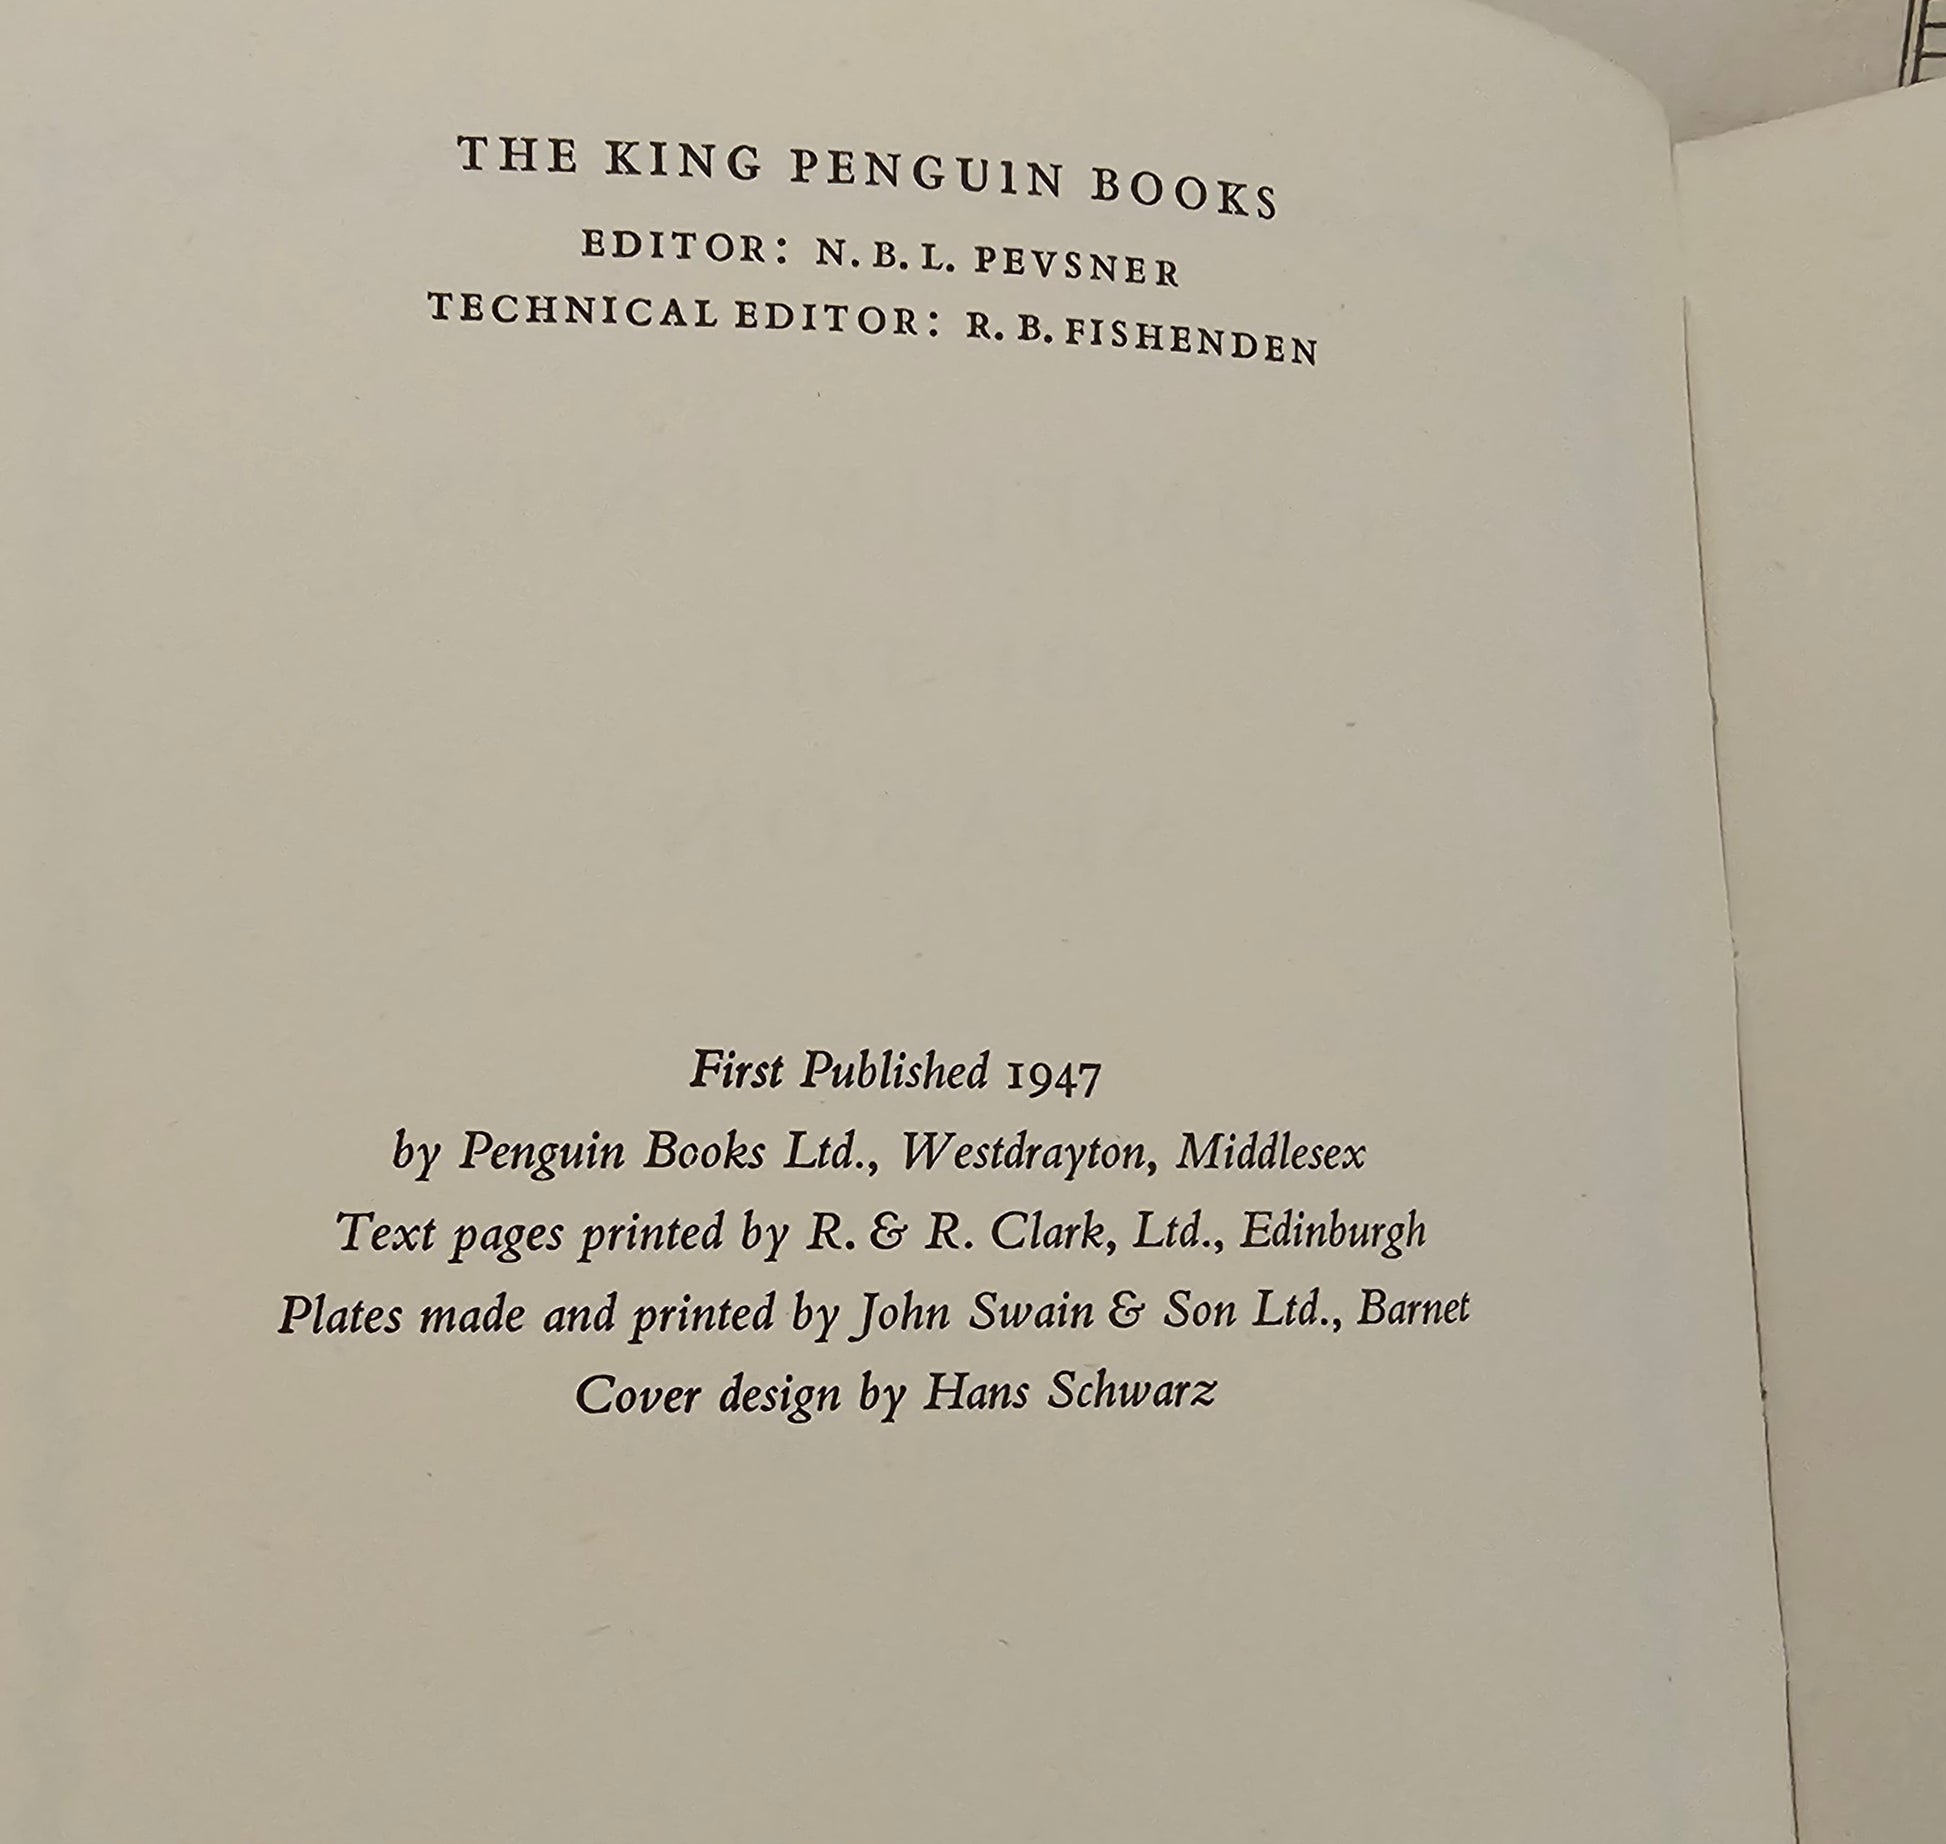 THE KING PENGUIN BOOKS
EDITOR: N. B. L. PEVSNER
TECHNICAL EDITOR: R. B. FISHENDEN
First Published 1947
by Penguin Books Ltd., Westdrayton, Middlesex
Text pages printed by R. & R. Clark, Ltd., Edinburgh
Plates made and printed by John Swain & Son Ltd., Barnet
Cover design by Hans Schwarz